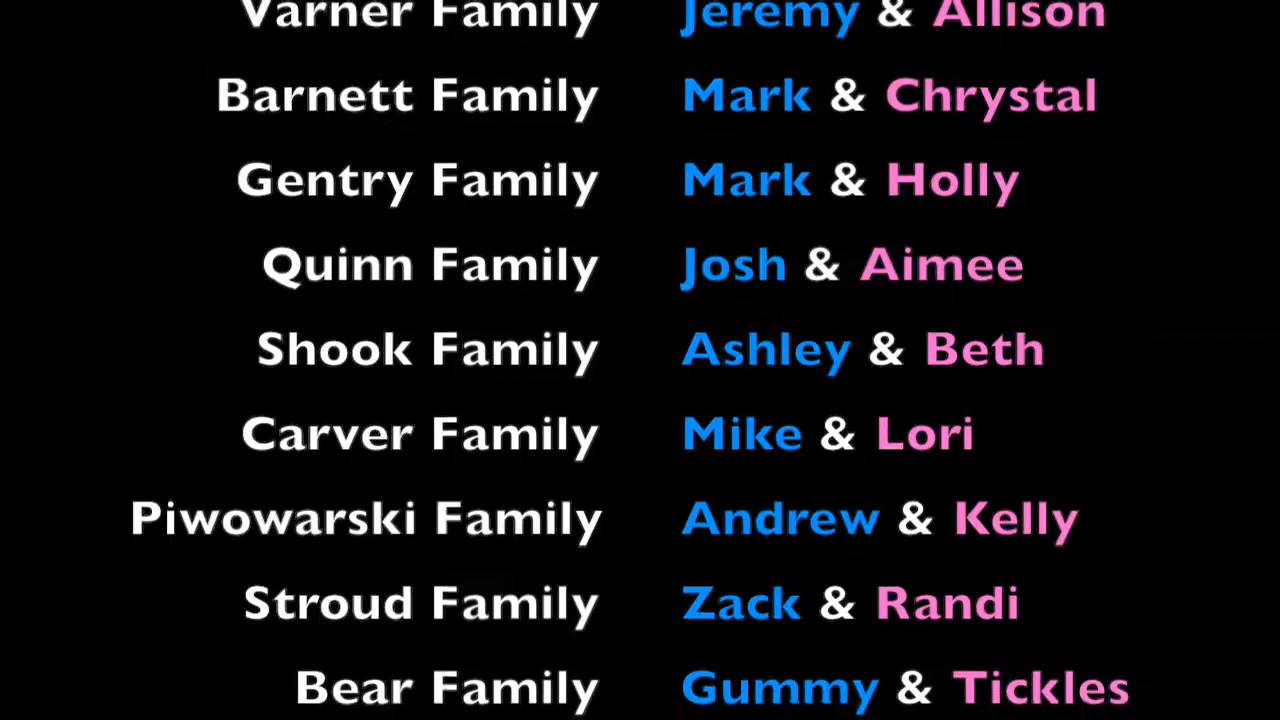 Varner Family Jeremy & Allison
Barnett Family Mark & Chrystal
Gentry Family Mark & Holly
Quinn Family Josh & Aimee
Shook Family Ashley & Beth
Carver Family Mike & Lori
Piwowarski Family Andrew & Kelly
Stroud Family Zack & Randi
Bear Family Gummy & Tickles